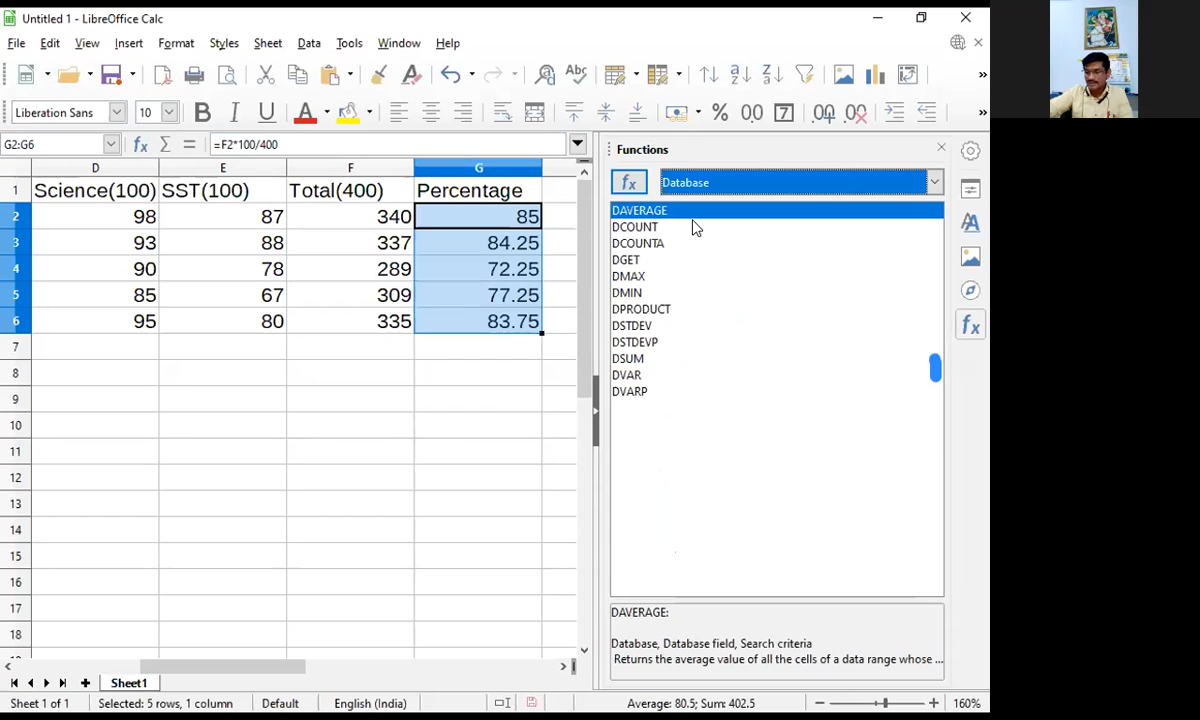 Untitled 1 - LibreOffice Calc
File Edit View Insert Format Styles Sheet Data Tools Window Help
Liberation Sans 10
G2:G6 =F2*100/400
D E F G
1 Science(100) SST(100) Total(400) Percentage
2 98 87 340 85
3 93 88 337 84.25
4 90 78 289 72.25
5 85 67 309 77.25
6 95 80 335 83.75
7
8
9
10
11
12
13
14
15
16
17
18
Functions
Database
DAVERAGE
DCOUNT
DCOUNTA
DGET
DMAX
DMIN
DPRODUCT
DSTDEV
DSTDEVP
DSUM
DVAR
DVARP
DAVERAGE:
Database, Database field, Search criteria
Returns the average value of all the cells of a data range whose ...
Sheet1
Sheet 1 of 1 Selected: 5 rows, 1 column Default English (India) Average: 80.5; Sum: 402.5 160%